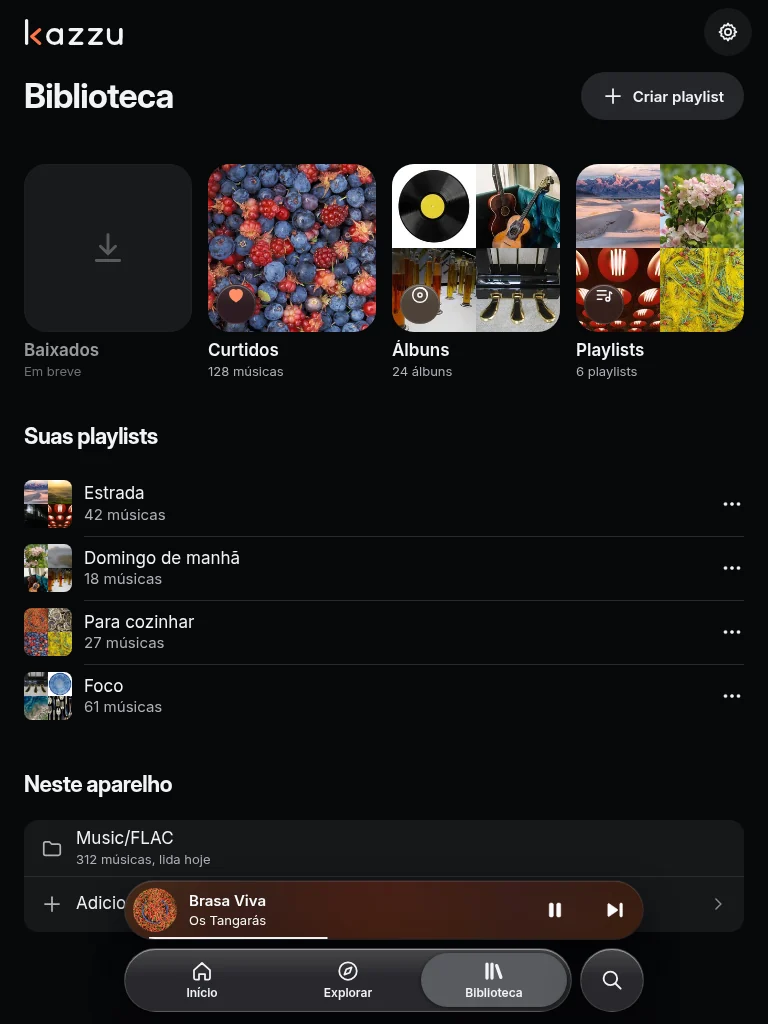 kazzu
Biblioteca
Criar playlist
Baixados
Em breve
Curtidos
128 músicas
Álbuns
24 álbuns
Playlists
6 playlists
Suas playlists
Estrada
42 músicas
Domingo de manhã
18 músicas
Para cozinhar
27 músicas
Foco
61 músicas
Neste aparelho
Music/FLAC
312 músicas, lida hoje
Adicio
Brasa Viva
Os Tangarás
Início
Explorar
Biblioteca